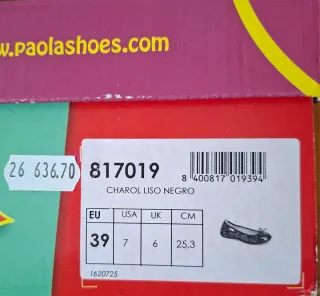 w.paolashoes.com
26 636.70
817019
CHAROL LISO NEGRO
8 400817 019394
EU USA UK CM
39 7 6 25,3
1620725